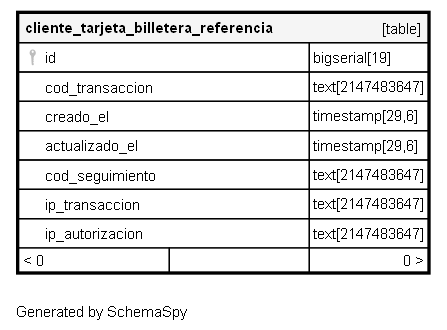 cliente_tarjeta_billetera_referencia [table]
id bigserial[19]
cod_transaccion text[2147483647]
creado_el timestamp[29,6]
actualizado_el timestamp[29,6]
cod_seguimiento text[2147483647]
ip_transaccion text[2147483647]
ip_autorizacion text[2147483647]
< 0 0 >
Generated by SchemaSpy